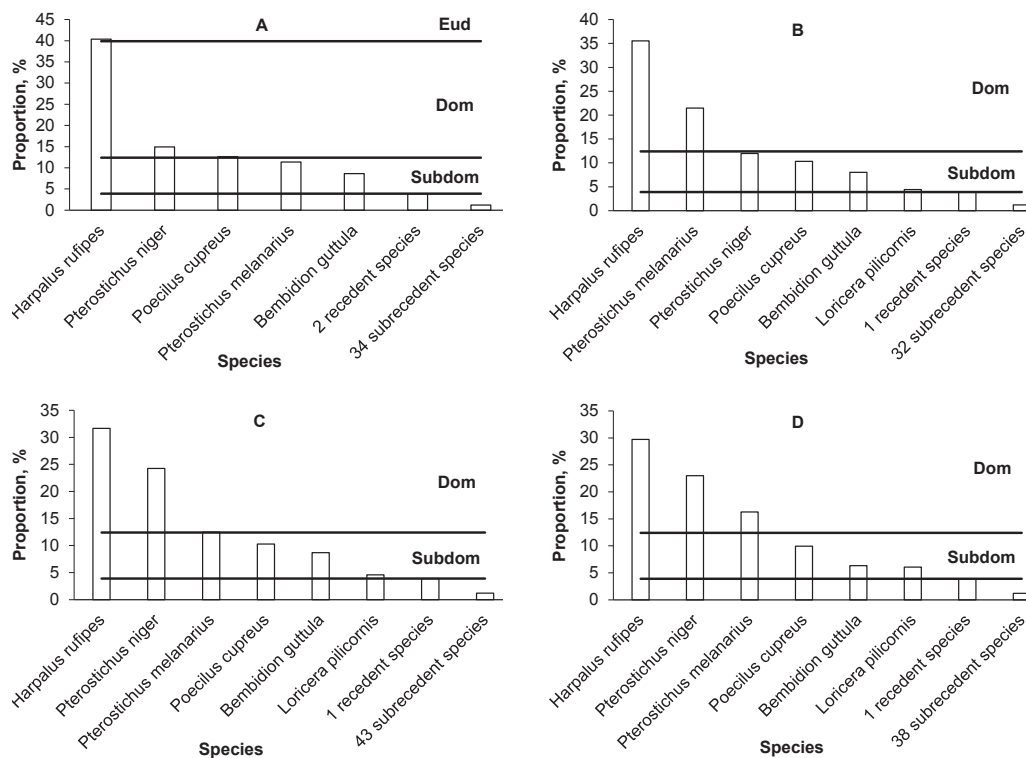 A
Eud
Dom
Subdom
Proportion, %
45
40
35
30
25
20
15
10
5
0
Harpalus rufipes
Pterostichus niger
Poecilus cupreus
Pterostichus melanarius
Bembidion guttula
2 recedent species
34 subrecedent species
Species
B
Dom
Subdom
Proportion, %
40
35
30
25
20
15
10
5
0
Harpalus rufipes
Pterostichus melanarius
Pterostichus niger
Poecilus cupreus
Bembidion guttula
Loricera pilicornis
1 recedent species
32 subrecedent species
Species
C
Dom
Subdom
Proportion, %
35
30
25
20
15
10
5
0
Harpalus rufipes
Pterostichus niger
Pterostichus melanarius
Poecilus cupreus
Bembidion guttula
Loricera pilicornis
1 recedent species
43 subrecedent species
Species
D
Dom
Subdom
Proportion, %
35
30
25
20
15
10
5
0
Harpalus rufipes
Pterostichus niger
Pterostichus melanarius
Poecilus cupreus
Bembidion guttula
Loricera pilicornis
1 recedent species
38 subrecedent species
Species